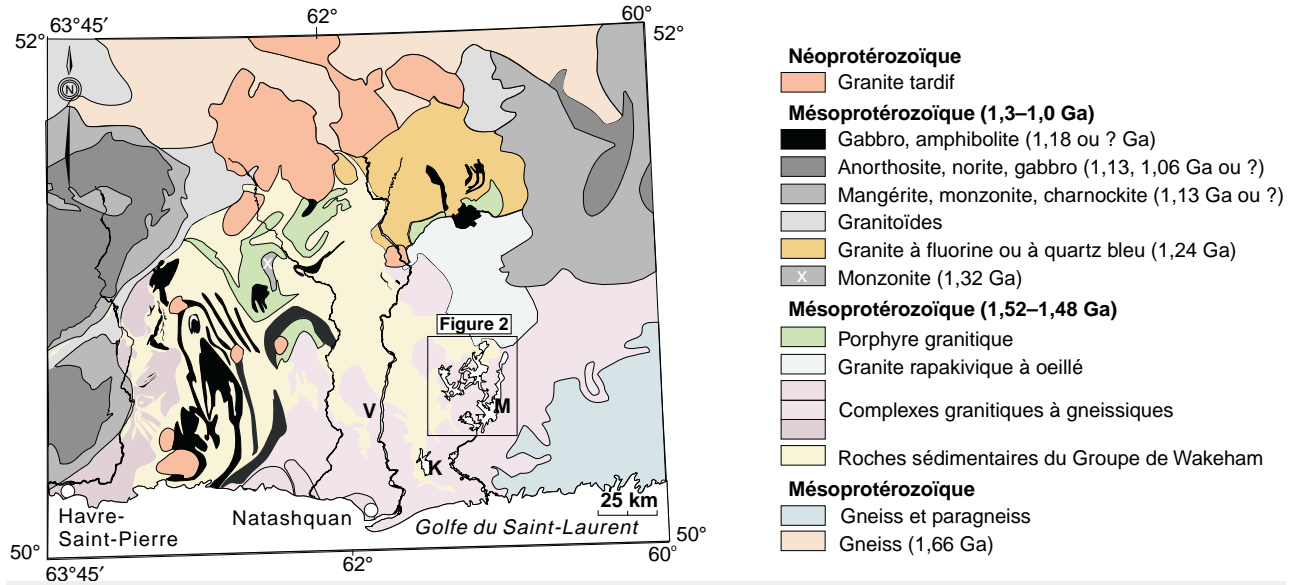 63°45′
62°
60°
52°
52°
N
x
Figure 2
V
M
K
25 km
Havre-
Saint-Pierre
Natashquan
Golfe du Saint-Laurent
50°
50°
63°45′
62°
60°
Néoprotérozoïque
Granite tardif
Mésoprotérozoïque (1,3–1,0 Ga)
Gabbro, amphibolite (1,18 ou ? Ga)
Anorthosite, norite, gabbro (1,13, 1,06 Ga ou ?)
Mangérite, monzonite, charnockite (1,13 Ga ou ?)
Granitoïdes
Granite à fluorine ou à quartz bleu (1,24 Ga)
x Monzonite (1,32 Ga)
Mésoprotérozoïque (1,52–1,48 Ga)
Porphyre granitique
Granite rapakivique à oeillé
Complexes granitiques à gneissiques
Roches sédimentaires du Groupe de Wakeham
Mésoprotérozoïque
Gneiss et paragneiss
Gneiss (1,66 Ga)